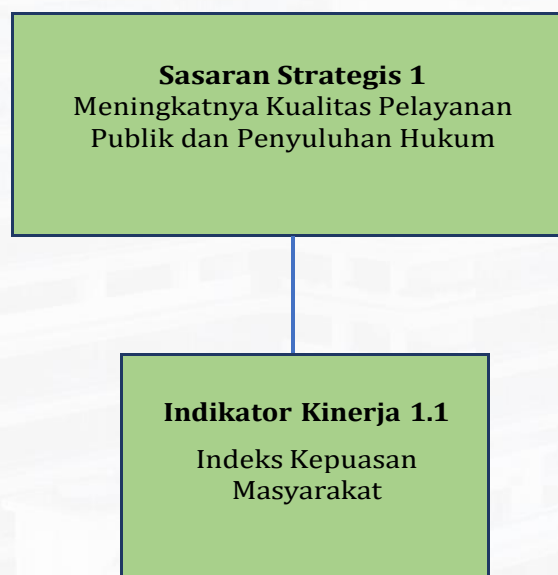 Sasaran Strategis 1
Meningkatnya Kualitas Pelayanan
Publik dan Penyuluhan Hukum
Indikator Kinerja 1.1
Indeks Kepuasan
Masyarakat